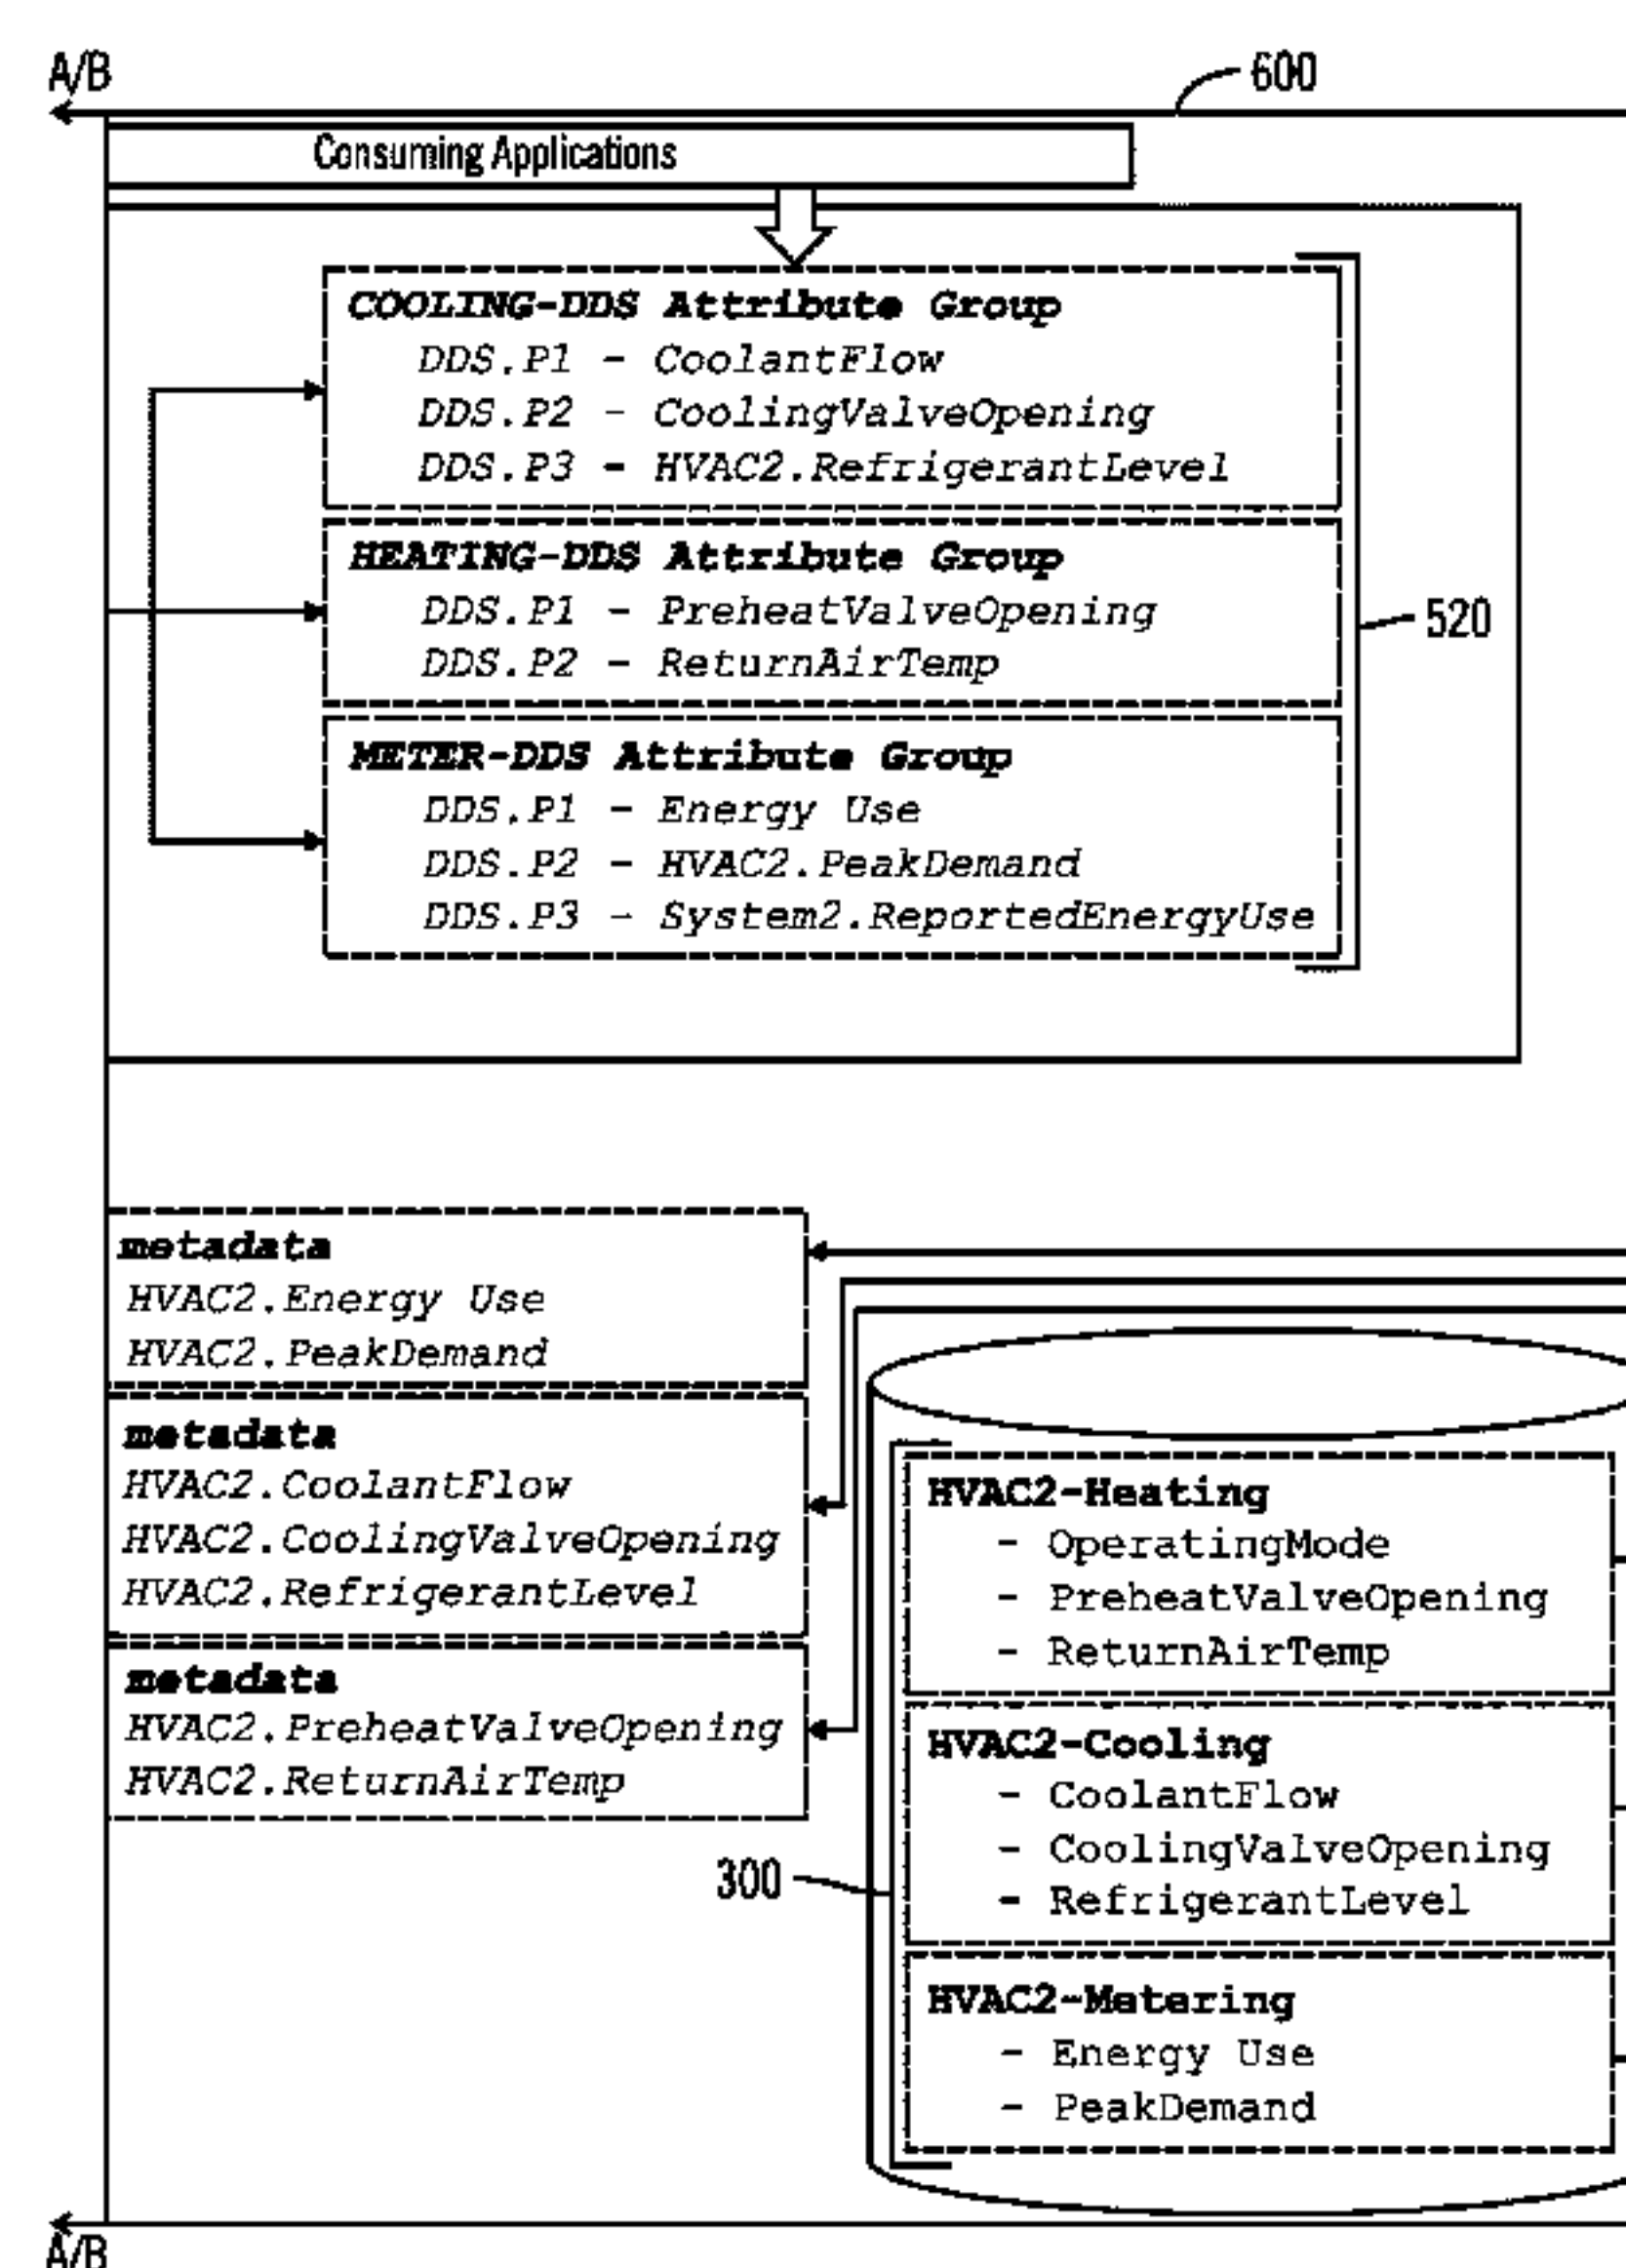 A/B
600
Consuming Applications
COOLING-DDS Attribute Group
DDS.P1 - CoolantFlow
DDS.P2 - CoolingValveOpening
DDS.P3 - HVAC2.RefrigerantLevel
HEATING-DDS Attribute Group
DDS.P1 - PreheatValveOpening
DDS.P2 - ReturnAirTemp
520
METER-DDS Attribute Group
DDS.P1 - Energy Use
DDS.P2 - HVAC2.PeakDemand
DDS.P3 - System2.ReportedEnergyUse
metadata
HVAC2.Energy Use
HVAC2.PeakDemand
metadata
HVAC2.CoolantFlow
HVAC2.CoolingValveOpening
HVAC2.RefrigerantLevel
metadata
HVAC2.PreheatValveOpening
HVAC2.ReturnAirTemp
HVAC2-Heating
- OperatingMode
- PreheatValveOpening
- ReturnAirTemp
HVAC2-Cooling
- CoolantFlow
- CoolingValveOpening
- RefrigerantLevel
300
HVAC2-Metering
- Energy Use
- PeakDemand
A/B